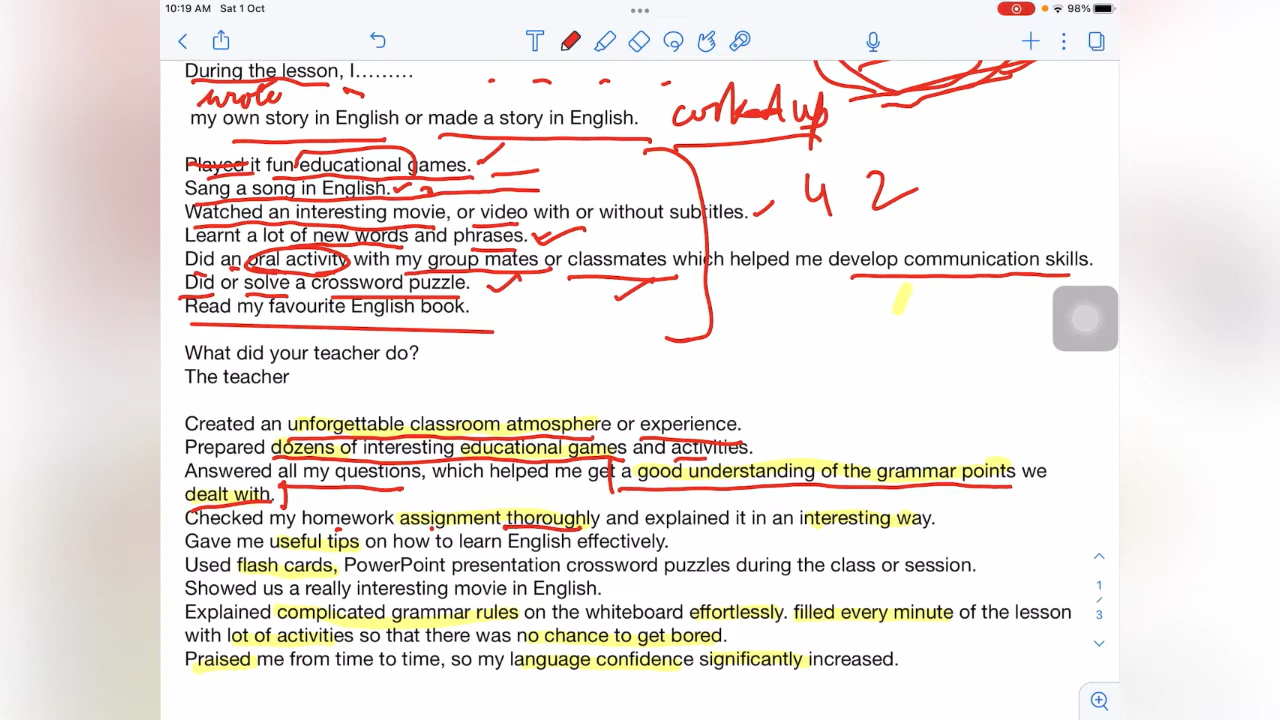 10:19 AM Sat 1 Oct
98%
During the lesson, I.........
wrote
my own story in English or made a story in English.
worked up
Played it fun educational games.
Sang a song in English.
Watched an interesting movie, or video with or without subtitles.
4 2
Learnt a lot of new words and phrases.
Did an oral activity with my group mates or classmates which helped me develop communication skills.
Did or solve a crossword puzzle.
Read my favourite English book.
What did your teacher do?
The teacher
Created an unforgettable classroom atmosphere or experience.
Prepared dozens of interesting educational games and activities.
Answered all my questions, which helped me get a good understanding of the grammar points we
dealt with.
Checked my homework assignment thoroughly and explained it in an interesting way.
Gave me useful tips on how to learn English effectively.
Used flash cards, PowerPoint presentation crossword puzzles during the class or session.
Showed us a really interesting movie in English.
Explained complicated grammar rules on the whiteboard effortlessly. filled every minute of the lesson
with lot of activities so that there was no chance to get bored.
Praised me from time to time, so my language confidence significantly increased.
1
/
3